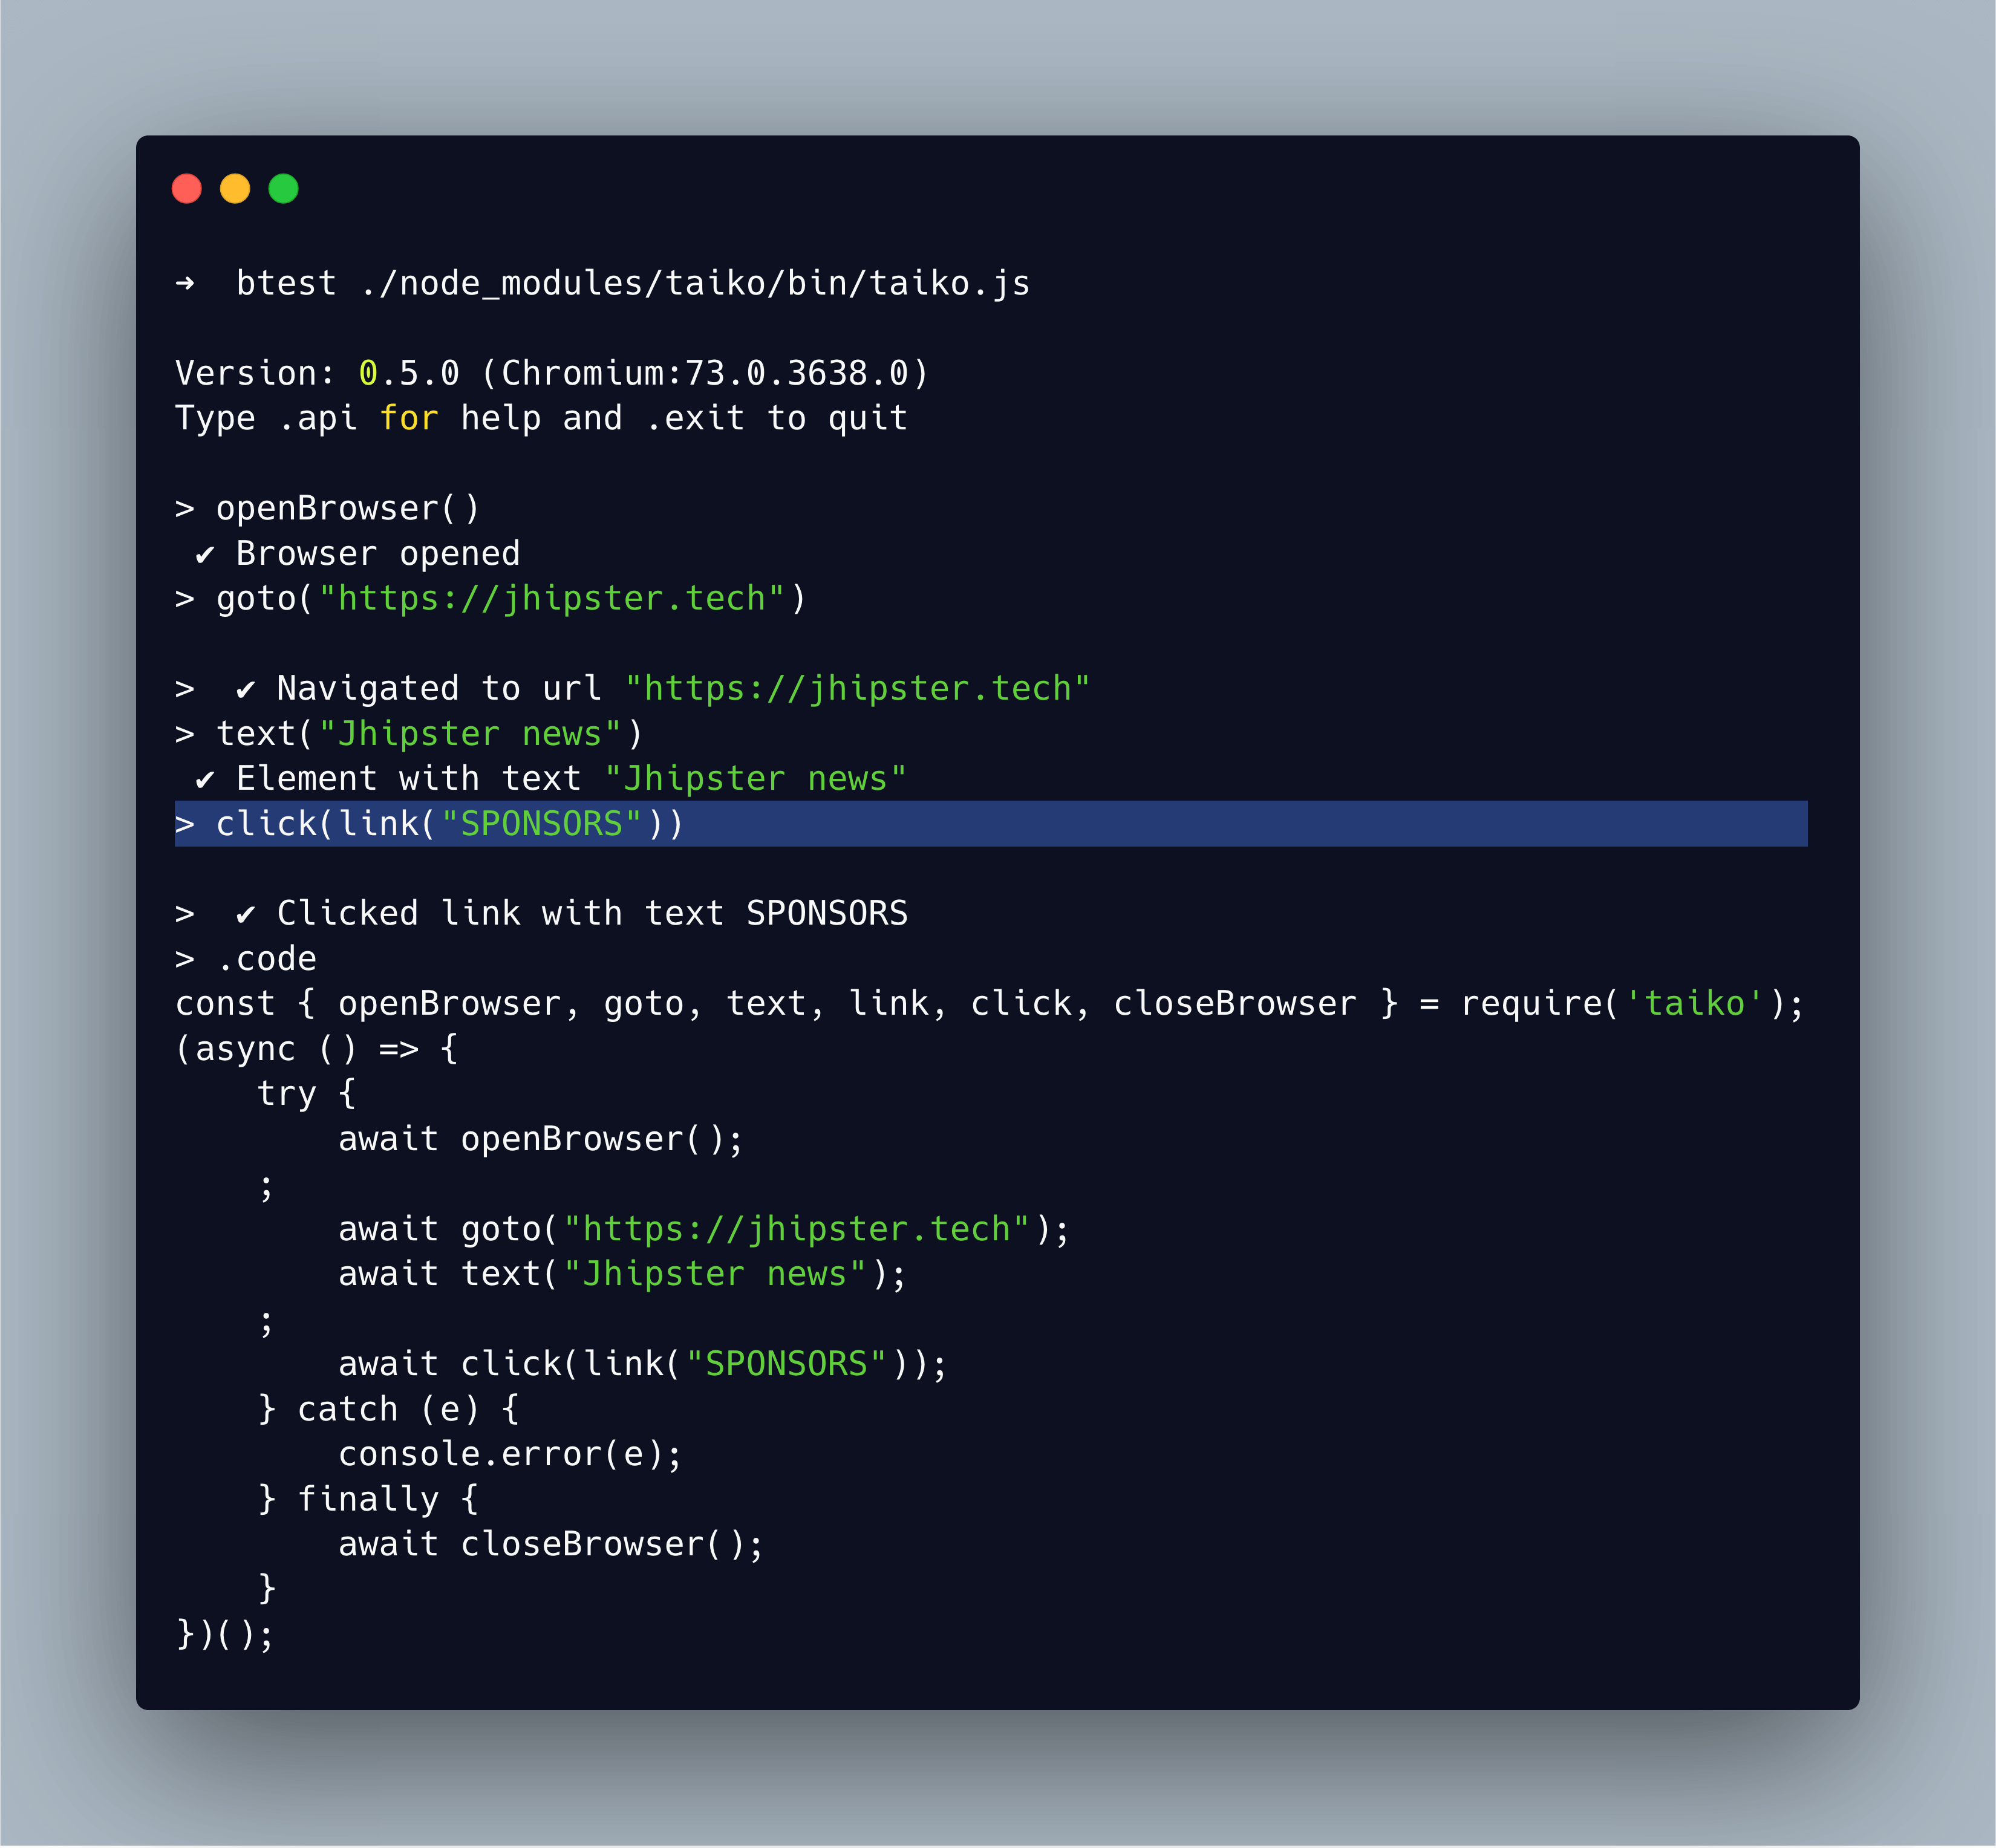 ➜  btest ./node_modules/taiko/bin/taiko.js

Version: 0.5.0 (Chromium:73.0.3638.0)
Type .api for help and .exit to quit

> openBrowser()
 ✔ Browser opened
> goto("https://jhipster.tech")

>  ✔ Navigated to url "https://jhipster.tech"
> text("Jhipster news")
 ✔ Element with text "Jhipster news"
> click(link("SPONSORS"))

>  ✔ Clicked link with text SPONSORS
> .code
const { openBrowser, goto, text, link, click, closeBrowser } = require('taiko');
(async () => {
    try {
        await openBrowser();
    ;
        await goto("https://jhipster.tech");
        await text("Jhipster news");
    ;
        await click(link("SPONSORS"));
    } catch (e) {
        console.error(e);
    } finally {
        await closeBrowser();
    }
})();